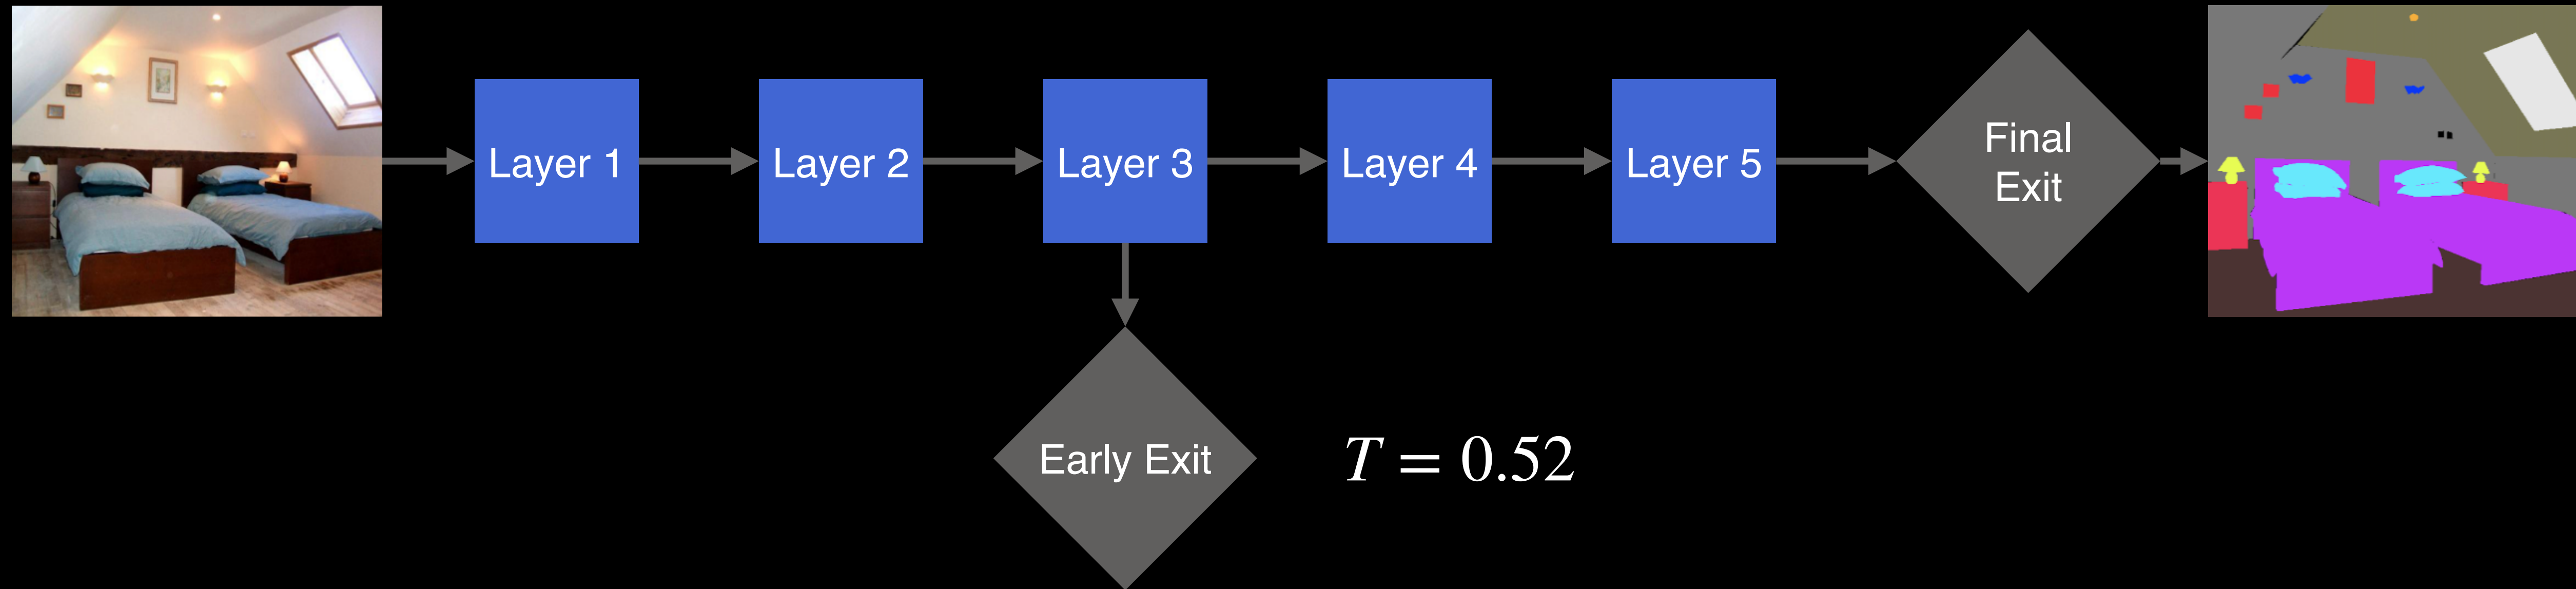 Layer 1
Layer 2
Layer 3
Layer 4
Layer 5
Final
Exit
Early Exit
T = 0.52